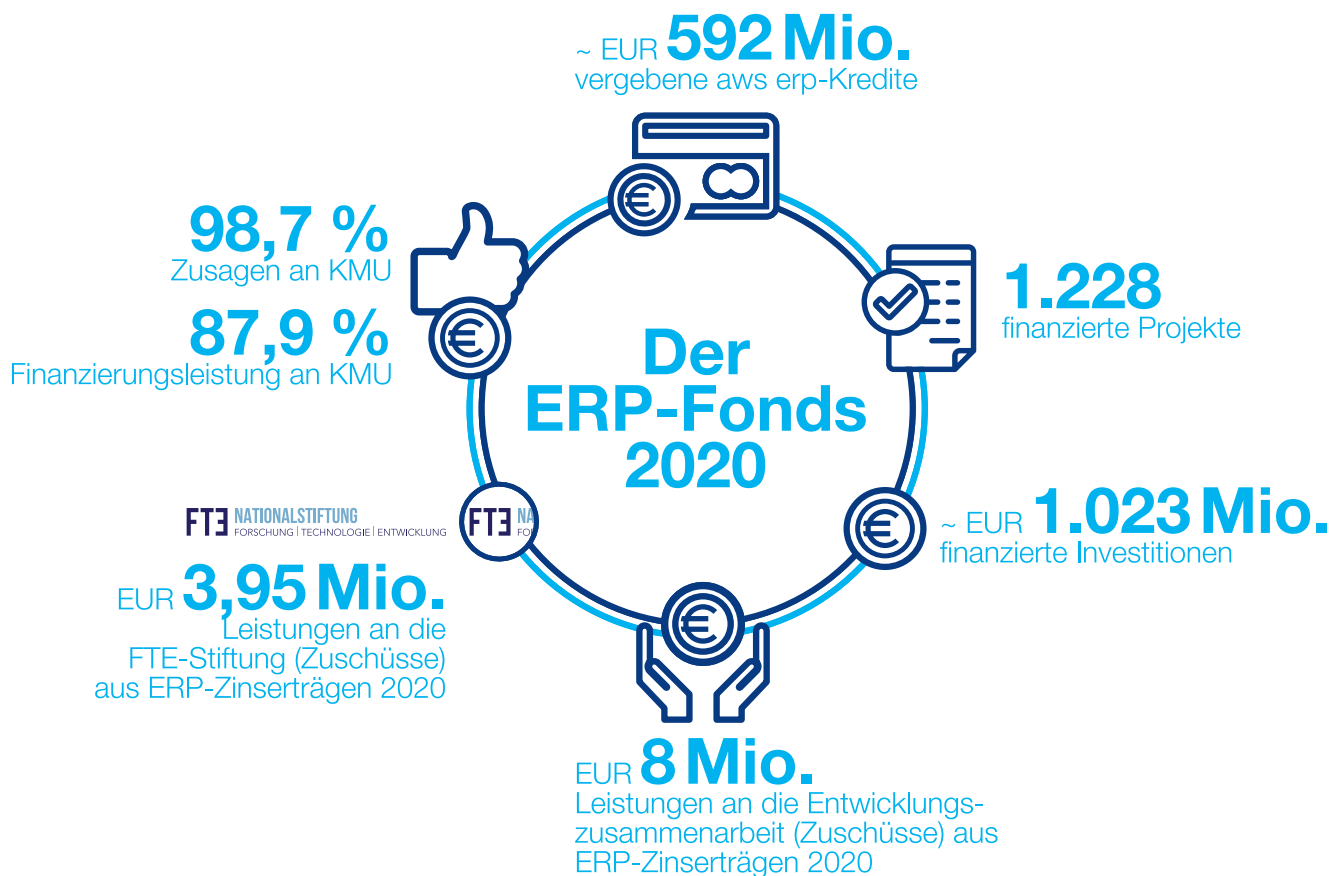 ~ EUR 592 Mio.
vergebene aws erp-Kredite
98,7 %
Zusagen an KMU
87,9 %
Finanzierungsleistung an KMU
1.228
finanzierte Projekte
Der
ERP-Fonds
2020
FTE NATIONALSTIFTUNG
FORSCHUNG | TECHNOLOGIE | ENTWICKLUNG
FTE NA
FO
~ EUR 1.023 Mio.
finanzierte Investitionen
EUR 3,95 Mio.
Leistungen an die
FTE-Stiftung (Zuschüsse)
aus ERP-Zinserträgen 2020
EUR 8 Mio.
Leistungen an die Entwicklungs-
zusammenarbeit (Zuschüsse) aus
ERP-Zinserträgen 2020